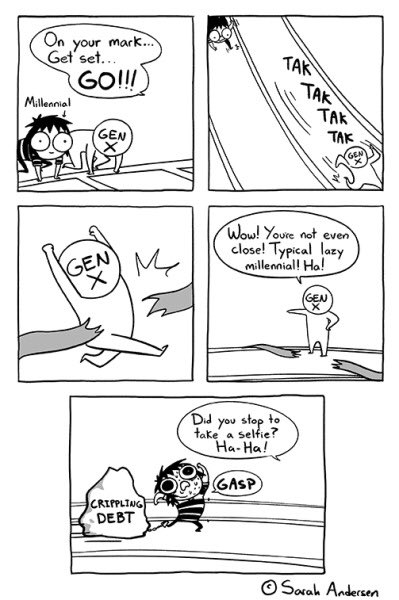 On your mark...
Get set...
GO!!!
Millennial
GEN
X
TAK
TAK
TAK
TAK
GEN
X
GEN
X
Wow! You're not even
close! Typical lazy
millennial! Ha!
GEN
X
Did you stop to
take a selfie?
Ha-Ha!
GASP
CRIPPLING
DEBT
© Sarah Andersen